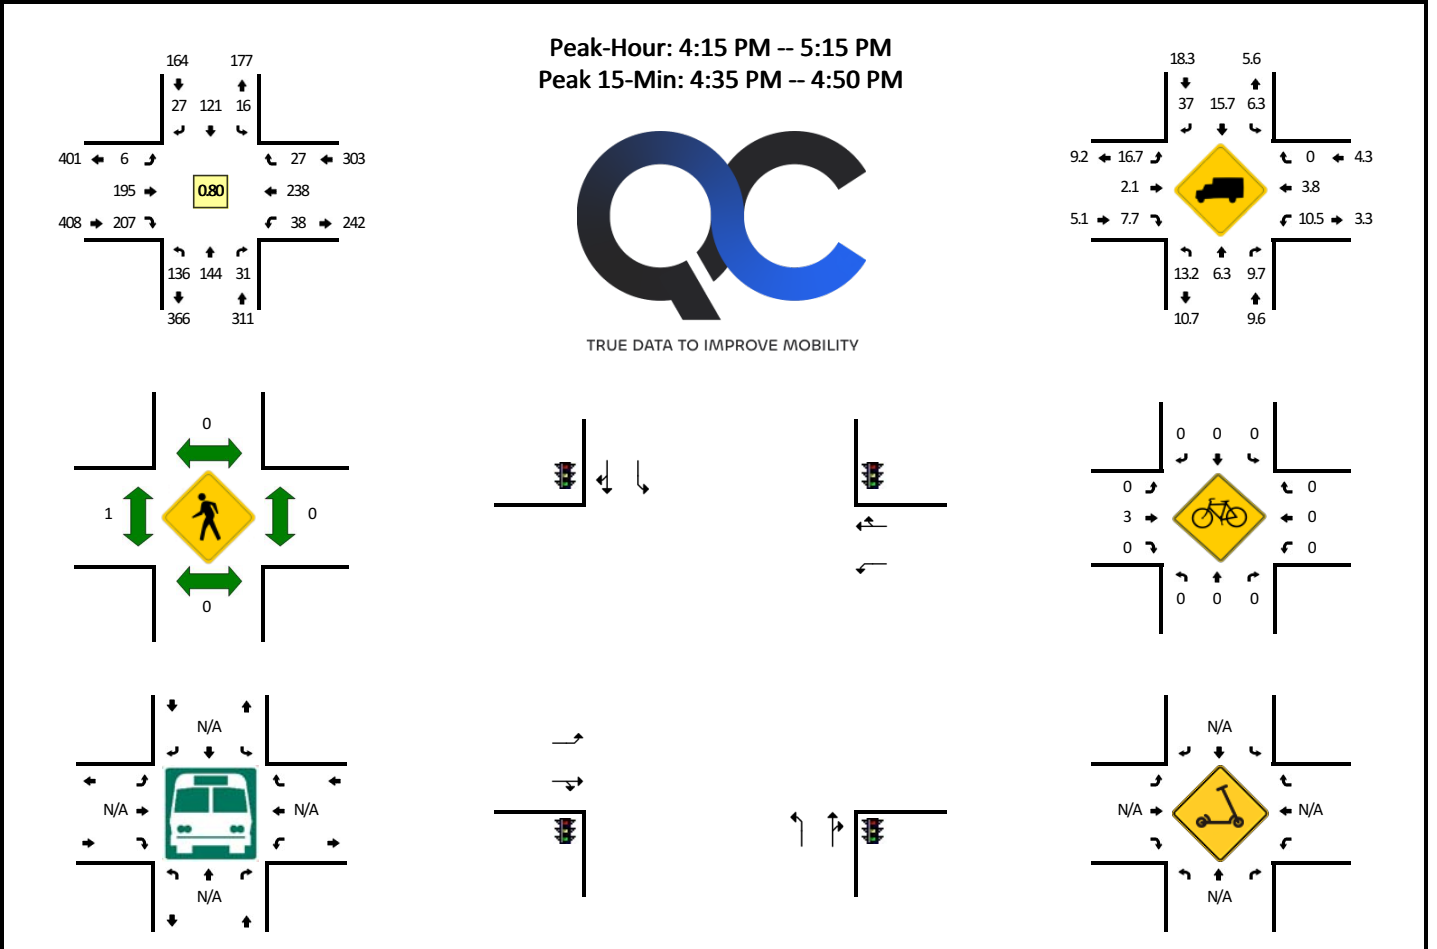 Peak-Hour: 4:15 PM -- 5:15 PM
Peak 15-Min: 4:35 PM -- 4:50 PM
164 177
27 121 16
401 6 27 303
195 0.80 238
408 207 38 242
136 144 31
366 311
QC
TRUE DATA TO IMPROVE MOBILITY
18.3 5.6
37 15.7 6.3
9.2 16.7 0 4.3
2.1 3.8
5.1 7.7 10.5 3.3
13.2 6.3 9.7
10.7 9.6
0
1 0
0
0 0 0
0 0
3 0
0 0
0 0 0
N/A
N/A N/A
N/A
N/A
N/A N/A
N/A